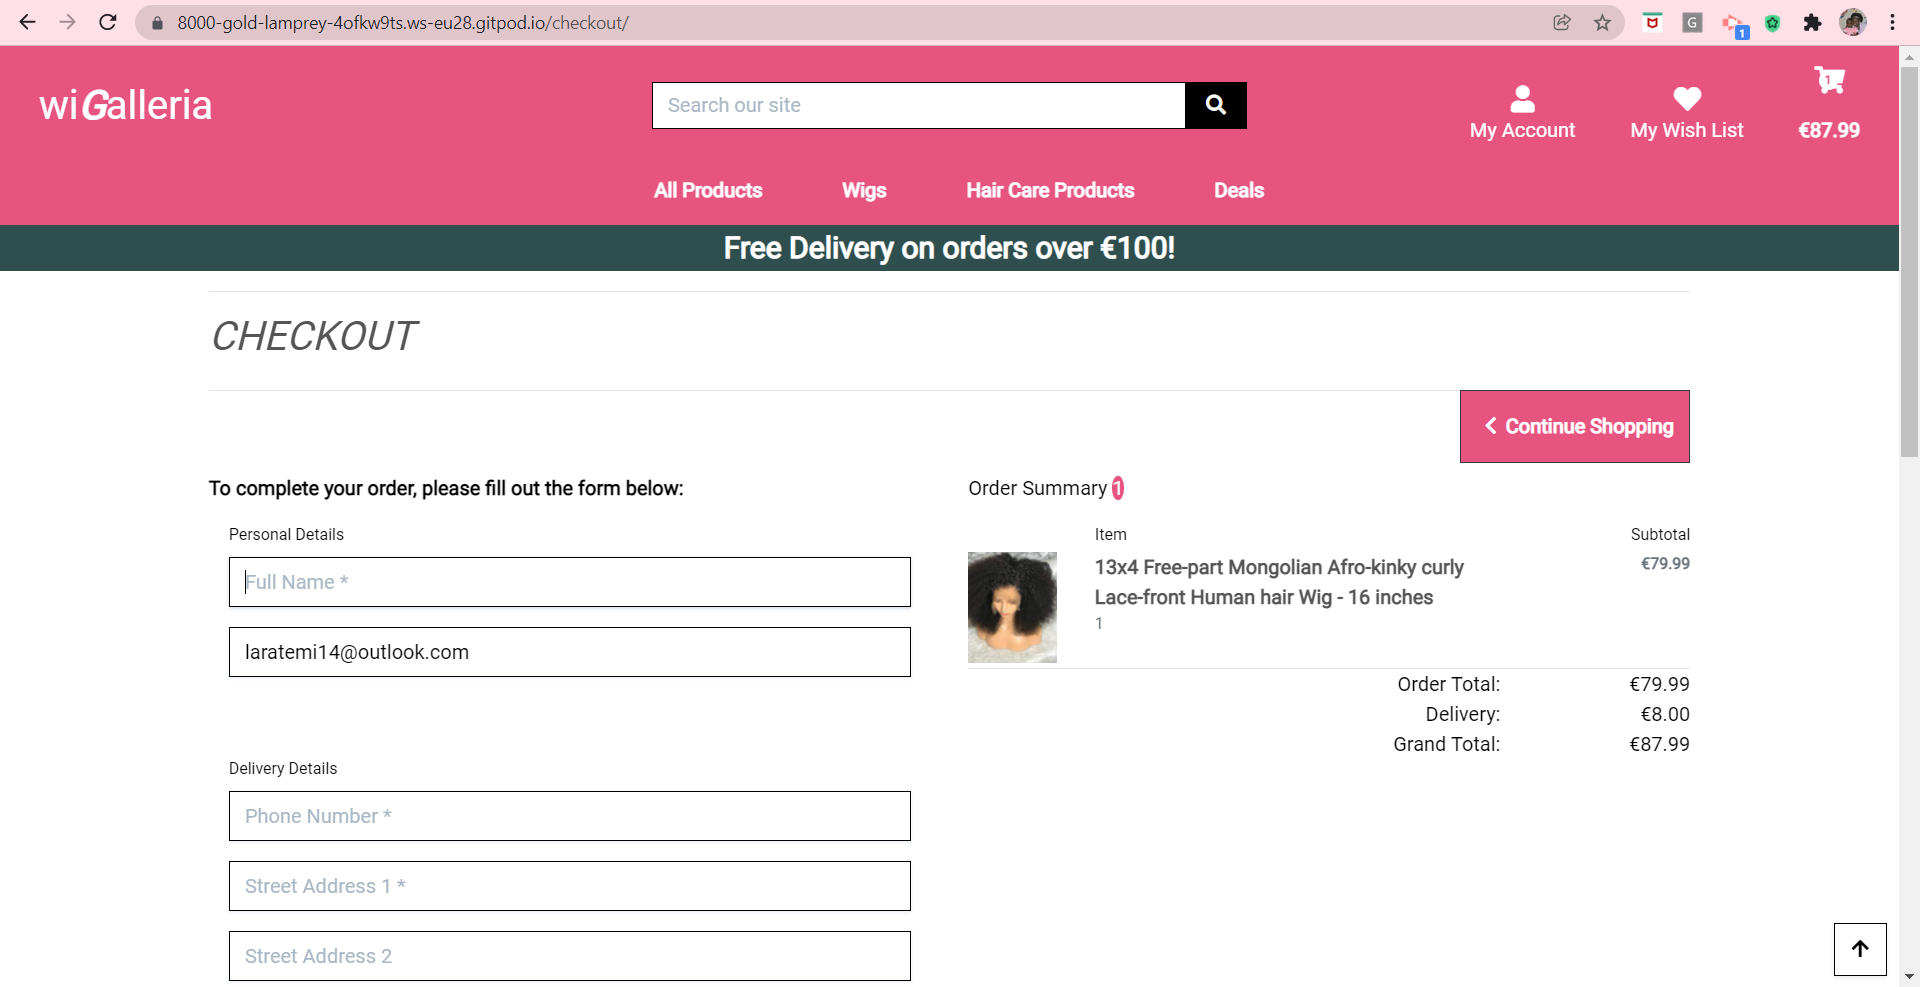 8000-gold-lamprey-4ofkw9ts.ws-eu28.gitpod.io/checkout/
G
1
wiGalleria
Search our site
My Account
My Wish List
1
€87.99
All Products
Wigs
Hair Care Products
Deals
Free Delivery on orders over €100!
CHECKOUT
Continue Shopping
To complete your order, please fill out the form below:
Personal Details
Full Name *
laratemi14@outlook.com
Delivery Details
Phone Number *
Street Address 1 *
Street Address 2
Order Summary 1
Item
Subtotal
13x4 Free-part Mongolian Afro-kinky curly
€79.99
Lace-front Human hair Wig - 16 inches
1
Order Total: €79.99
Delivery: €8.00
Grand Total: €87.99